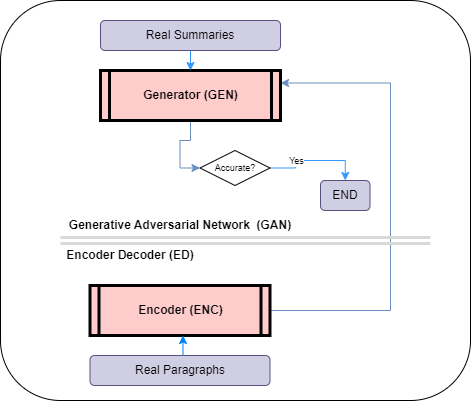 Real Summaries
Generator (GEN)
Accurate?
Yes
END
Generative Adversarial Network (GAN)
Encoder Decoder (ED)
Encoder (ENC)
Real Paragraphs